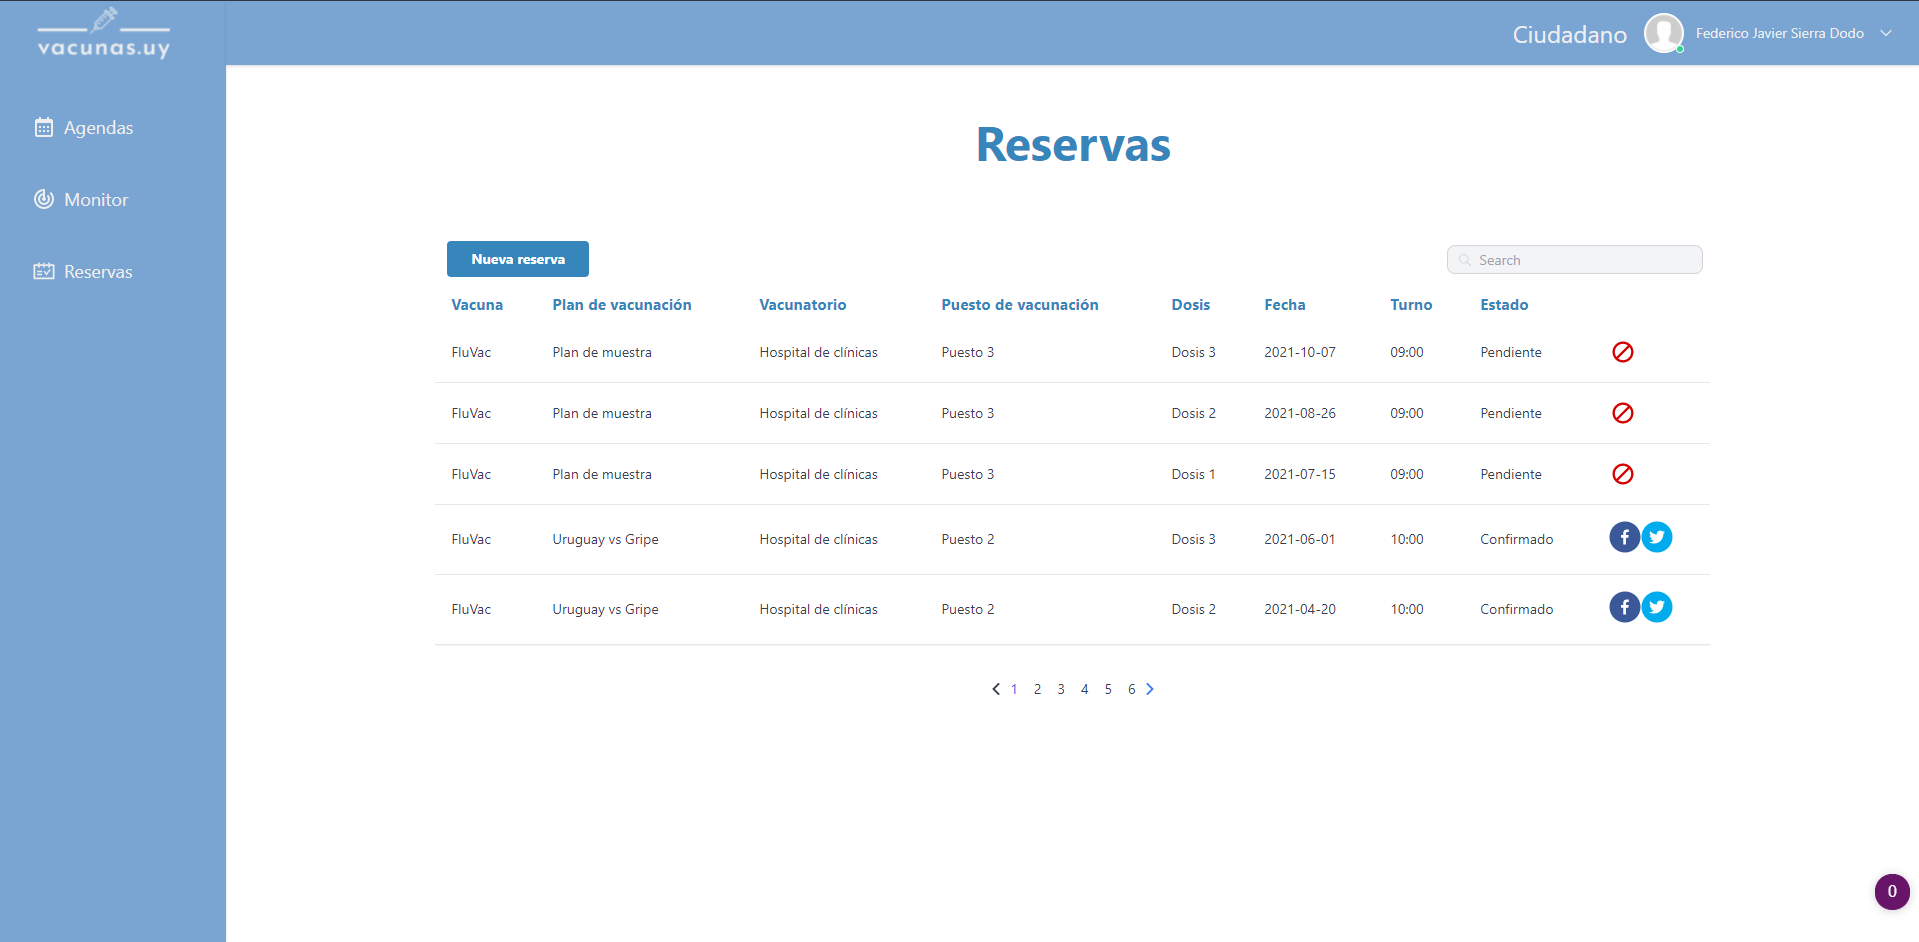 vacunas.uy
Ciudadano Federico Javier Sierra Dodo
Agendas
Monitor
Reservas
Reservas
Nueva reserva
Search
Vacuna Plan de vacunación Vacunatorio Puesto de vacunación Dosis Fecha Turno Estado
FluVac Plan de muestra Hospital de clínicas Puesto 3 Dosis 3 2021-10-07 09:00 Pendiente
FluVac Plan de muestra Hospital de clínicas Puesto 3 Dosis 2 2021-08-26 09:00 Pendiente
FluVac Plan de muestra Hospital de clínicas Puesto 3 Dosis 1 2021-07-15 09:00 Pendiente
FluVac Uruguay vs Gripe Hospital de clínicas Puesto 2 Dosis 3 2021-06-01 10:00 Confirmado
FluVac Uruguay vs Gripe Hospital de clínicas Puesto 2 Dosis 2 2021-04-20 10:00 Confirmado
1 2 3 4 5 6
0